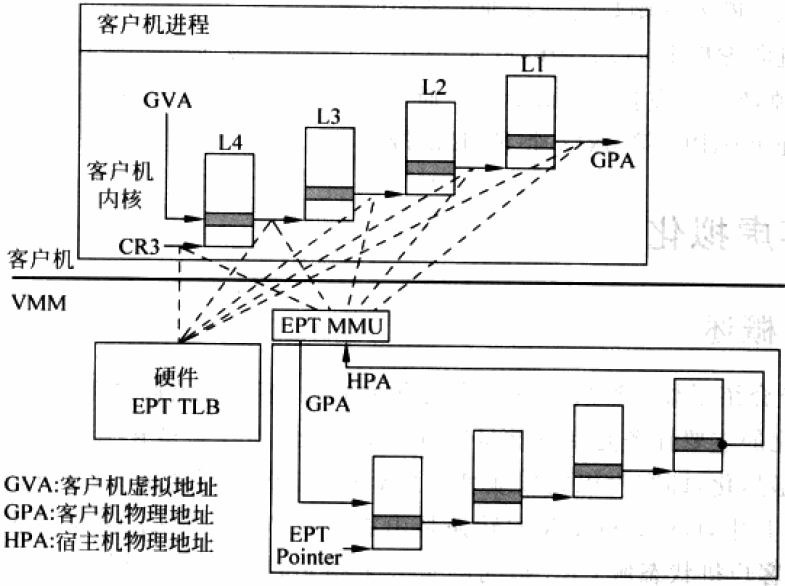 客户机进程
L1
L2
L3
L4
GVA
GPA
客户机
内核
CR3
客户机
VMM
EPT MMU
硬件
EPT TLB
HPA
GPA
GVA:客户机虚拟地址
GPA:客户机物理地址
HPA:宿主机物理地址
EPT
Pointer